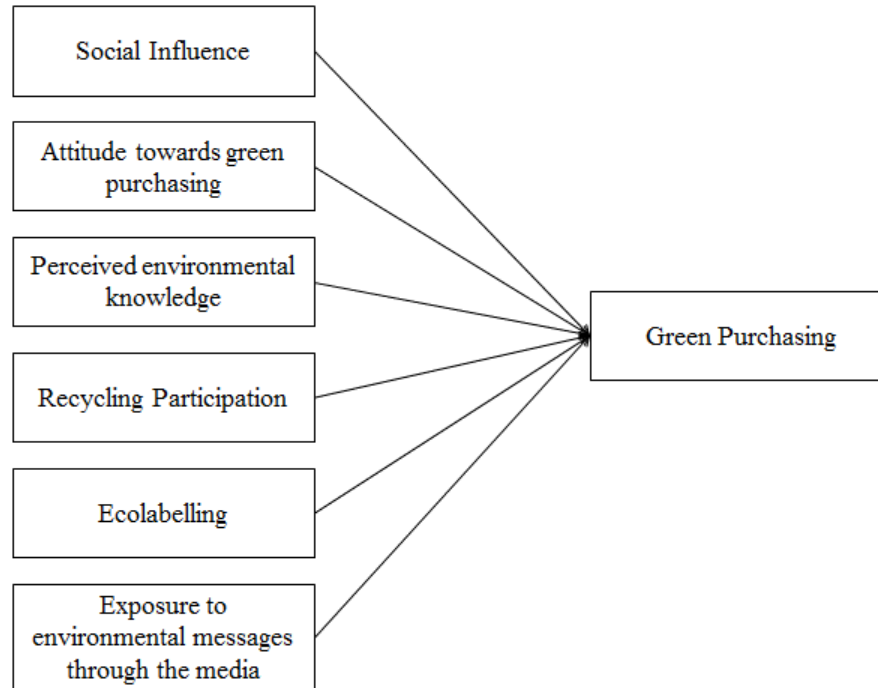 Social Influence
Attitude towards green
purchasing
Perceived environmental
knowledge
Recycling Participation
Ecolabelling
Exposure to
environmental messages
through the media
Green Purchasing